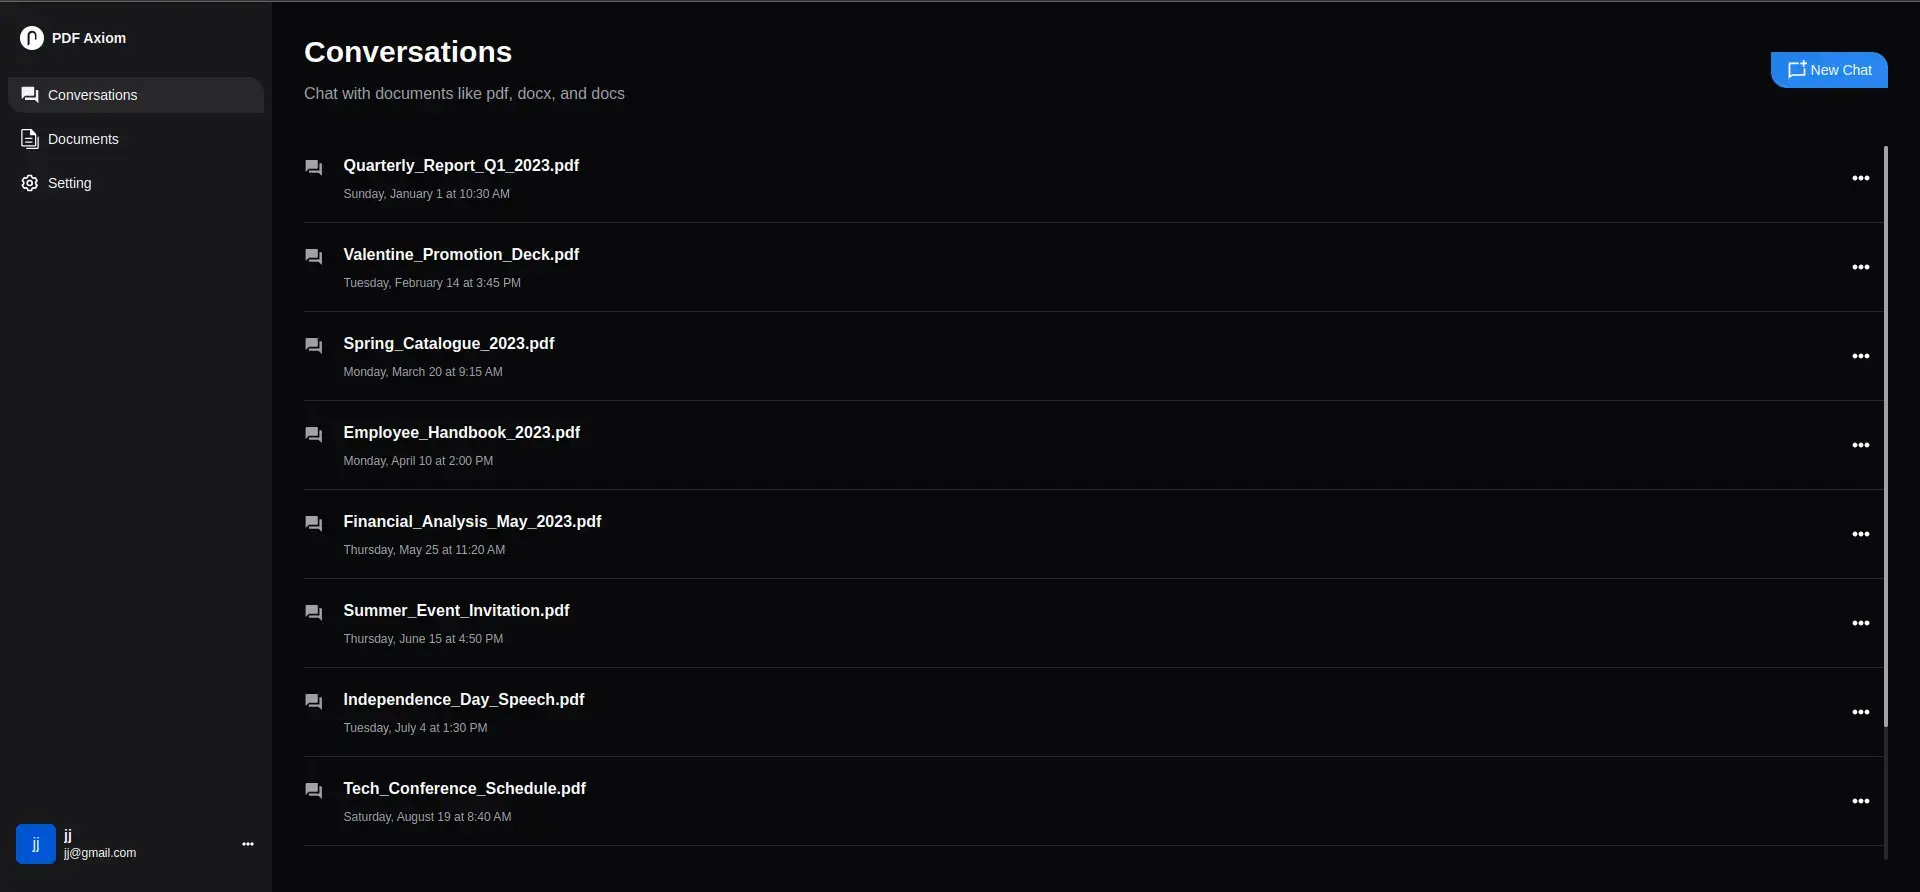 PDF Axiom
Conversations
Documents
Setting
jj
jj
jj@gmail.com
Conversations
Chat with documents like pdf, docx, and docs
New Chat
Quarterly_Report_Q1_2023.pdf
Sunday, January 1 at 10:30 AM
Valentine_Promotion_Deck.pdf
Tuesday, February 14 at 3:45 PM
Spring_Catalogue_2023.pdf
Monday, March 20 at 9:15 AM
Employee_Handbook_2023.pdf
Monday, April 10 at 2:00 PM
Financial_Analysis_May_2023.pdf
Thursday, May 25 at 11:20 AM
Summer_Event_Invitation.pdf
Thursday, June 15 at 4:50 PM
Independence_Day_Speech.pdf
Tuesday, July 4 at 1:30 PM
Tech_Conference_Schedule.pdf
Saturday, August 19 at 8:40 AM